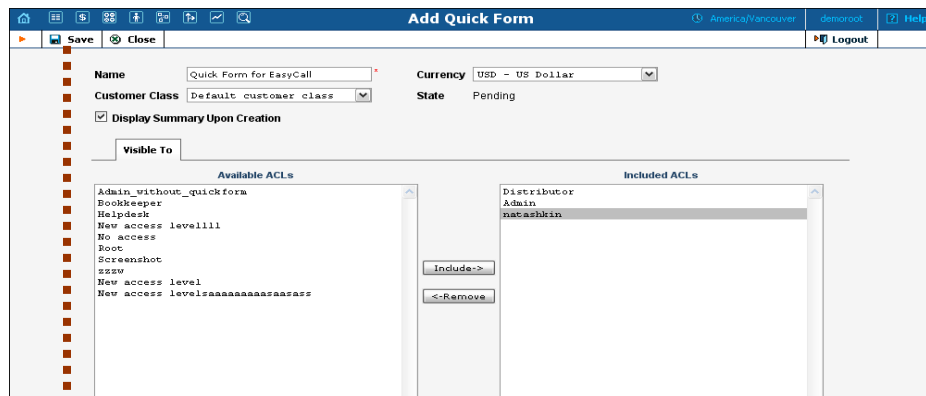 Add Quick Form
America/Vancouver
demoroot
[?] Help
Save
Close
Logout
Name
Quick Form for EasyCall
*
Currency
USD - US Dollar
Customer Class
Default customer class
State
Pending
Display Summary Upon Creation
Visible To
Available ACLs
Included ACLs
Admin_without_quickform
Bookkeeper
Helpdesk
New access levellll
No access
Root
Screenshot
zzzw
New access level
New access levelsaaaaaaaaasaasass
Include->
<-Remove
Distributor
Admin
natashkin